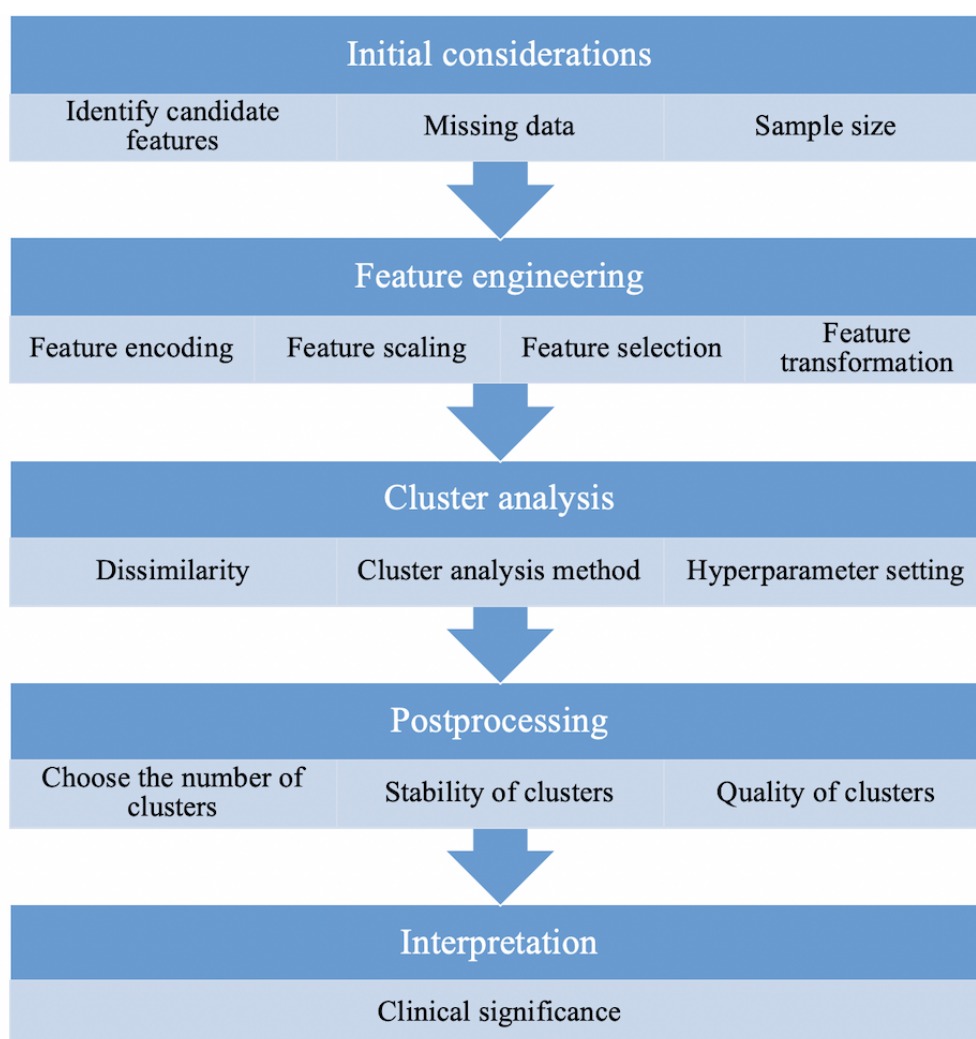 Initial considerations
Identify candidate
features
Missing data
Sample size
Feature engineering
Feature encoding
Feature scaling
Feature selection
Feature
transformation
Cluster analysis
Dissimilarity
Cluster analysis method
Hyperparameter setting
Postprocessing
Choose the number of
clusters
Stability of clusters
Quality of clusters
Interpretation
Clinical significance